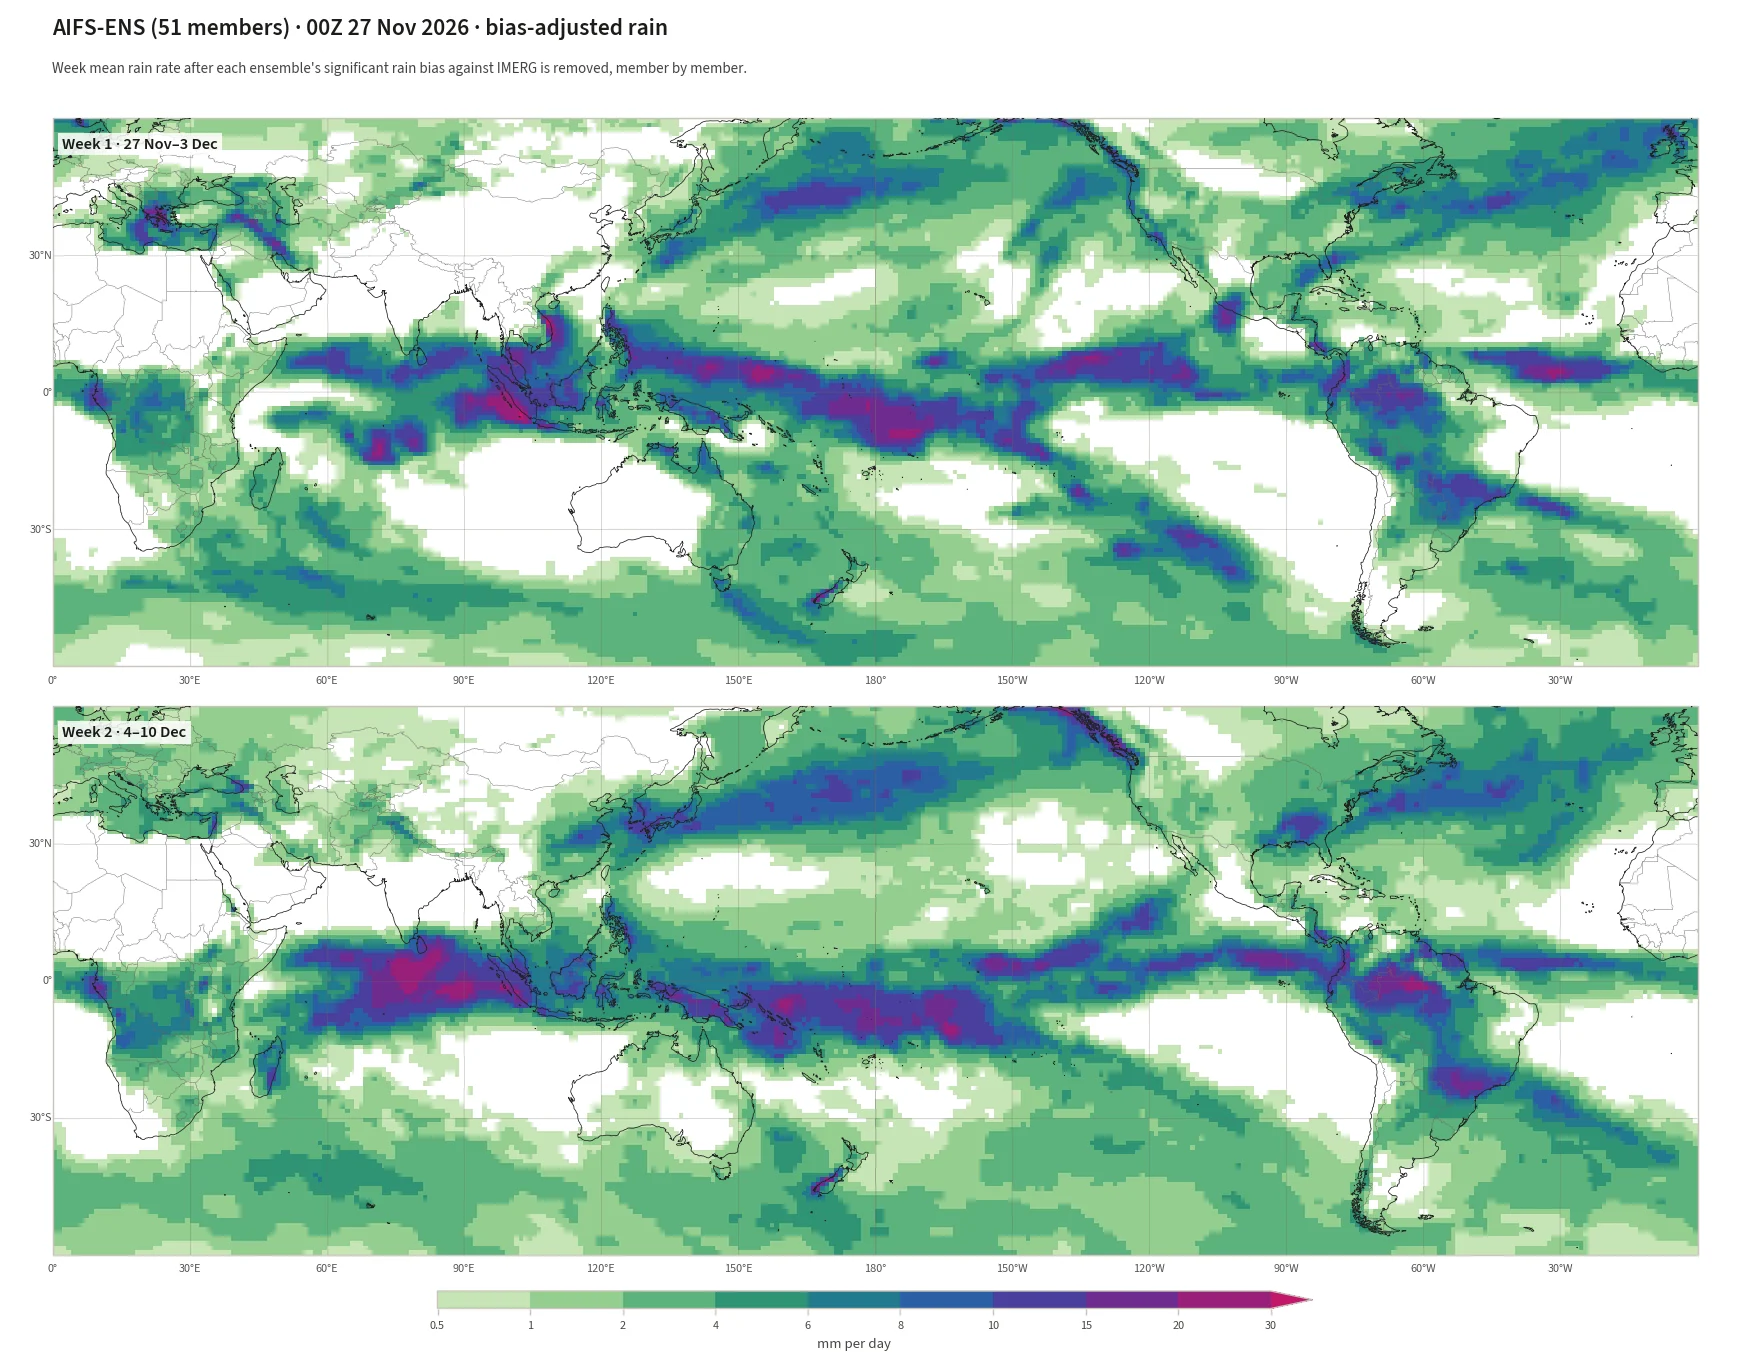 AIFS-ENS (51 members) · 00Z 27 Nov 2026 · bias-adjusted rain
Week mean rain rate after each ensemble's significant rain bias against IMERG is removed, member by member.
Week 1 · 27 Nov–3 Dec
30°N
0°
30°S
0° 30°E 60°E 90°E 120°E 150°E 180° 150°W 120°W 90°W 60°W 30°W
Week 2 · 4–10 Dec
30°N
0°
30°S
0° 30°E 60°E 90°E 120°E 150°E 180° 150°W 120°W 90°W 60°W 30°W
0.5 1 2 4 6 8 10 15 20 30
mm per day